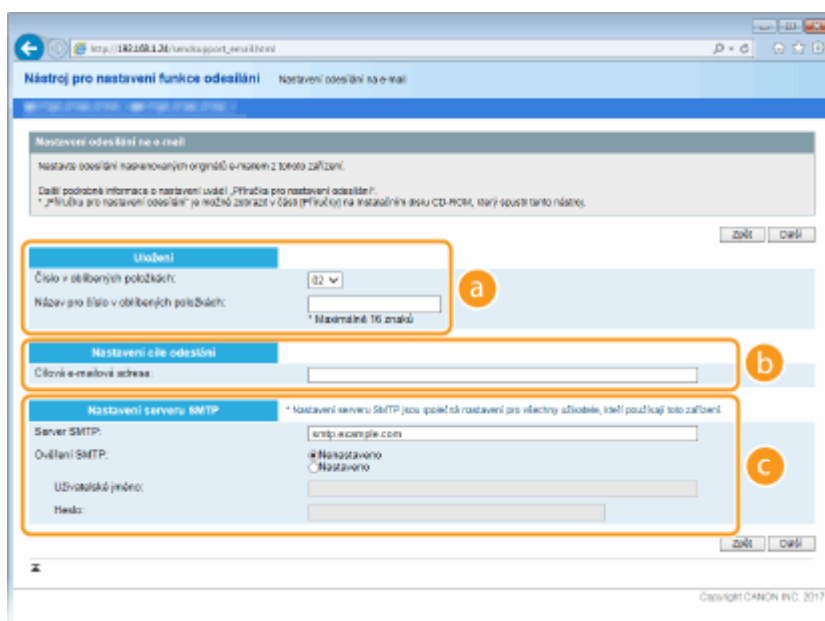 http://192.168.1.24/sendsupport_email.html
Nástroj pro nastavení funkce odesílání Nastavení odesílání na e-mail
Nastavení odesílání na e-mail
Nastavte odesílání naskenovaných originálů e-mailem z tohoto zařízení.
Další podrobné informace o nastavení uvádí „Příručka pro nastavení odesílání".
* „Příručka pro nastavení odesílání" je možné zobrazit v části [Příručky] na instalačním disku CD-ROM, který spustil tento nástroj.
Zpět Další
Uložení
Číslo v oblíbených položkách: 02
Název pro číslo v oblíbených položkách:
* Maximálně 16 znaků
a
Nastavení cíle odeslání
Cílová e-mailová adresa:
b
Nastavení serveru SMTP * Nastavení serveru SMTP jsou společná nastavení pro všechny uživatele, kteří používají toto zařízení.
Server SMTP: smtp.example.com
Ověření SMTP: Nenastaveno
Nastaveno
c
Uživatelské jméno:
Heslo:
Zpět Další
Copyright CANON INC. 2017